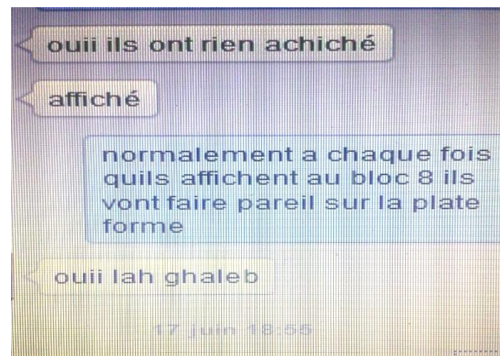 ouii ils ont rien achiché
affiché
normalement a chaque fois
quils affichent au bloc 8 ils
vont faire pareil sur la plate
forme
ouii lah ghaleb
17 juin 18:55